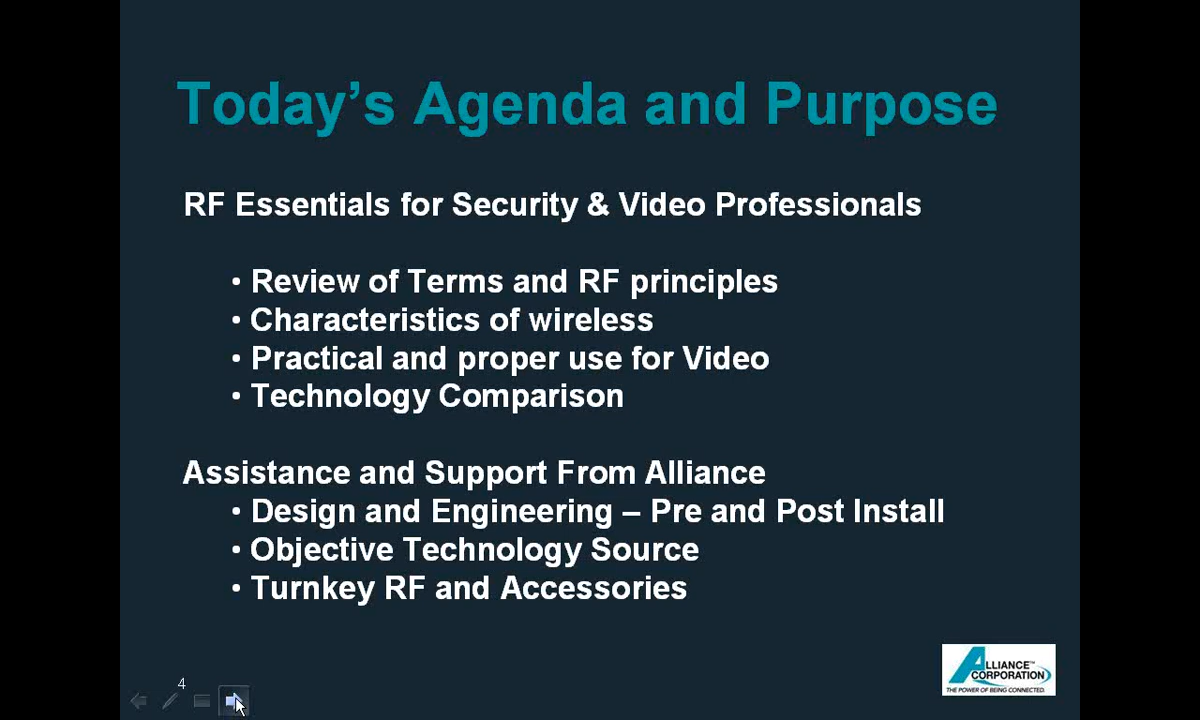 Today’s Agenda and Purpose
RF Essentials for Security & Video Professionals
• Review of Terms and RF principles
• Characteristics of wireless
• Practical and proper use for Video
• Technology Comparison
Assistance and Support From Alliance
• Design and Engineering – Pre and Post Install
• Objective Technology Source
• Turnkey RF and Accessories
4
ALLIANCE™
CORPORATION
THE POWER OF BEING CONNECTED.